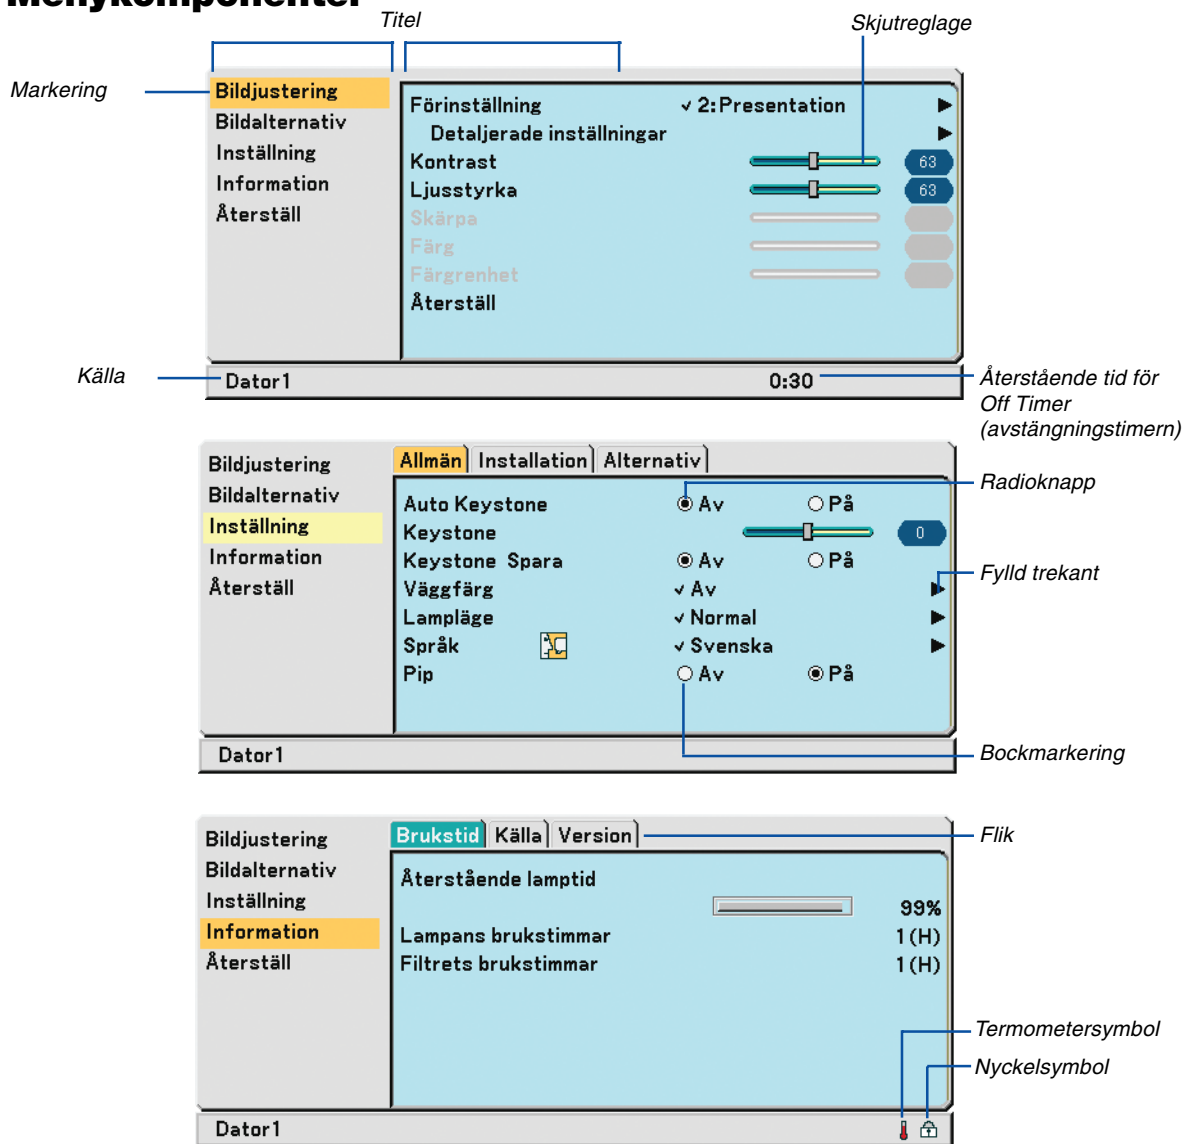 Menykomponenter
Titel
Skjutreglage
Markering
Bildjustering
Bildalternativ
Inställning
Information
Återställ
Förinställning ✓ 2:Presentation ▶
Detaljerade inställningar ▶
Kontrast 63
Ljusstyrka 63
Skärpa
Färg
Färgrenhet
Återställ
Källa
Dator1 0:30
Återstående tid för
Off Timer
(avstängningstimern)
Bildjustering
Bildalternativ
Inställning
Information
Återställ
Allmän Installation Alternativ
Auto Keystone Av På
Keystone 0
Keystone Spara Av På
Väggfärg ✓ Av ▶
Lampläge ✓ Normal ▶
Språk ✓ Svenska ▶
Pip Av På
Radioknapp
Fylld trekant
Dator1
Bockmarkering
Bildjustering
Bildalternativ
Inställning
Information
Återställ
Brukstid Källa Version
Flik
Återstående lamptid
99%
Lampans brukstimmar 1(H)
Filtrets brukstimmar 1(H)
Termometersymbol
Nyckelsymbol
Dator1